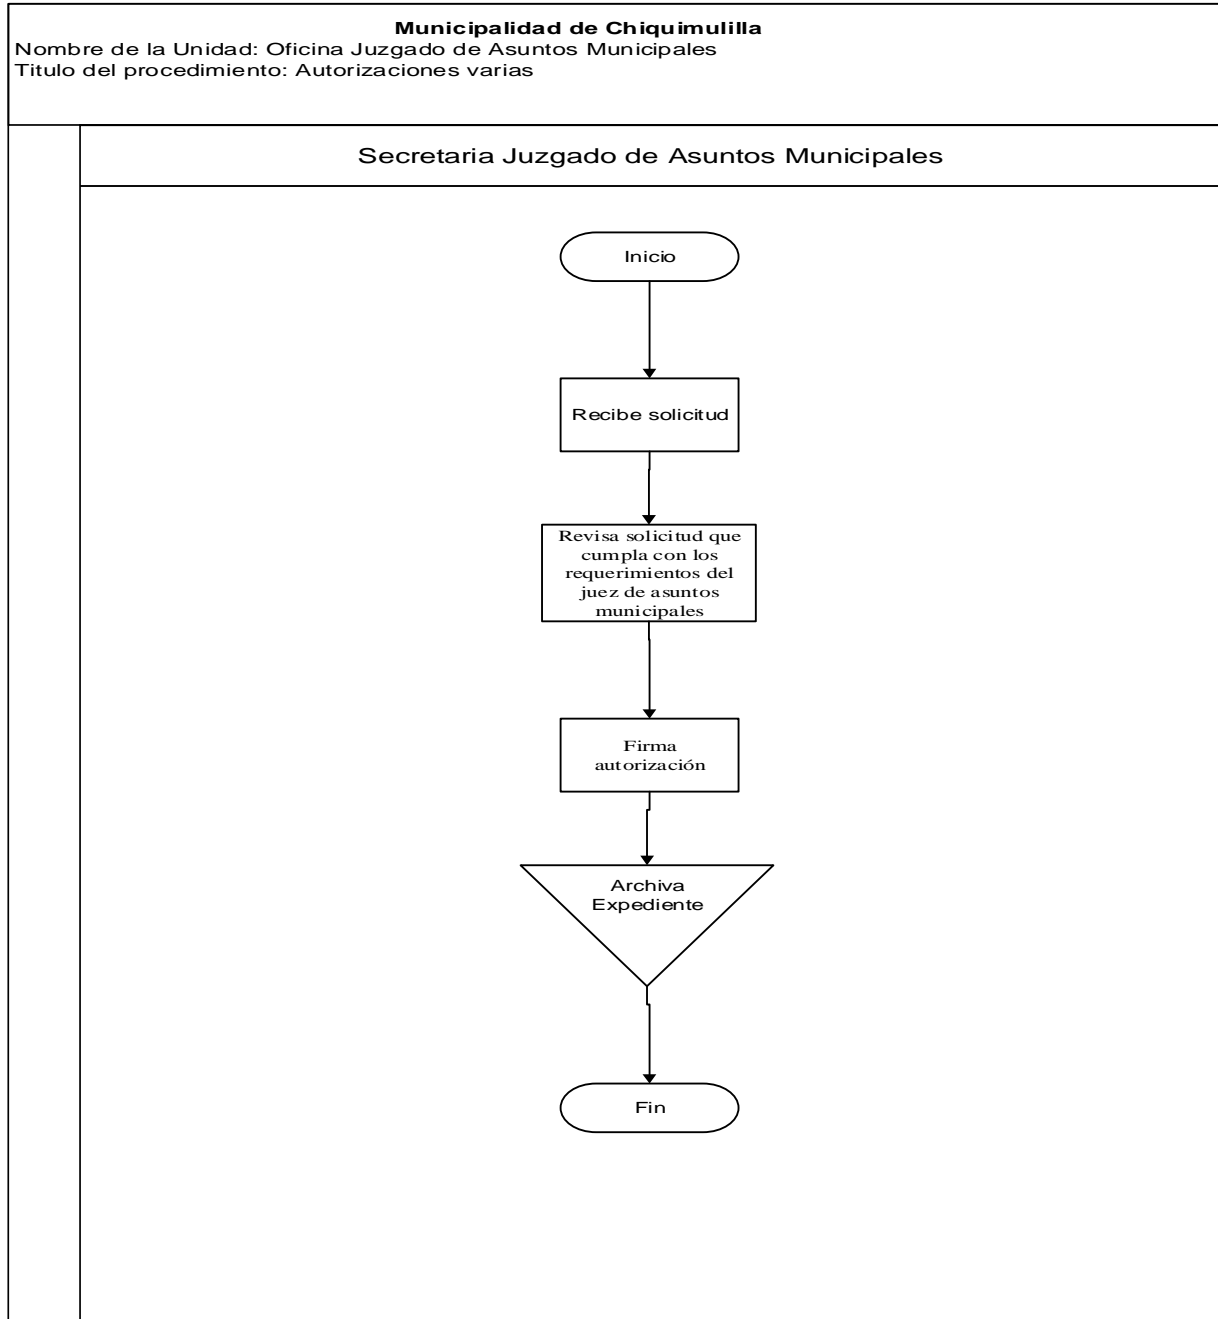 Municipalidad de Chiquimulilla
Nombre de la Unidad: Oficina Juzgado de Asuntos Municipales
Titulo del procedimiento: Autorizaciones varias
Secretaria Juzgado de Asuntos Municipales
Inicio
Recibe solicitud
Revisa solicitud que
cumpla con los
requerimientos del
juez de asuntos
municipales
Firma
autorización
Archiva
Expediente
Fin